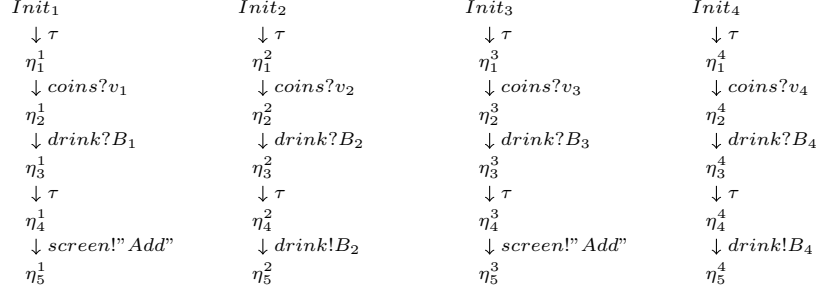 Init₁ Init₂ Init₃ Init₄
↓ τ ↓ τ ↓ τ ↓ τ
η₁¹ η₁² η₁³ η₁⁴
↓ coins?v₁ ↓ coins?v₂ ↓ coins?v₃ ↓ coins?v₄
η₂¹ η₂² η₂³ η₂⁴
↓ drink?B₁ ↓ drink?B₂ ↓ drink?B₃ ↓ drink?B₄
η₃¹ η₃² η₃³ η₃⁴
↓ τ ↓ τ ↓ τ ↓ τ
η₄¹ η₄² η₄³ η₄⁴
↓ screen!”Add” ↓ drink!B₂ ↓ screen!”Add” ↓ drink!B₄
η₅¹ η₅² η₅³ η₅⁴